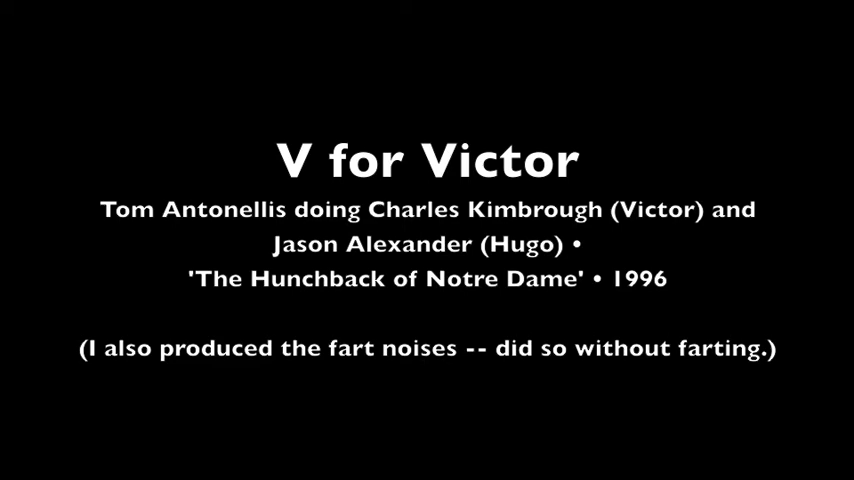 V for Victor
Tom Antonellis doing Charles Kimbrough (Victor) and
Jason Alexander (Hugo) •
'The Hunchback of Notre Dame' • 1996
(I also produced the fart noises -- did so without farting.)